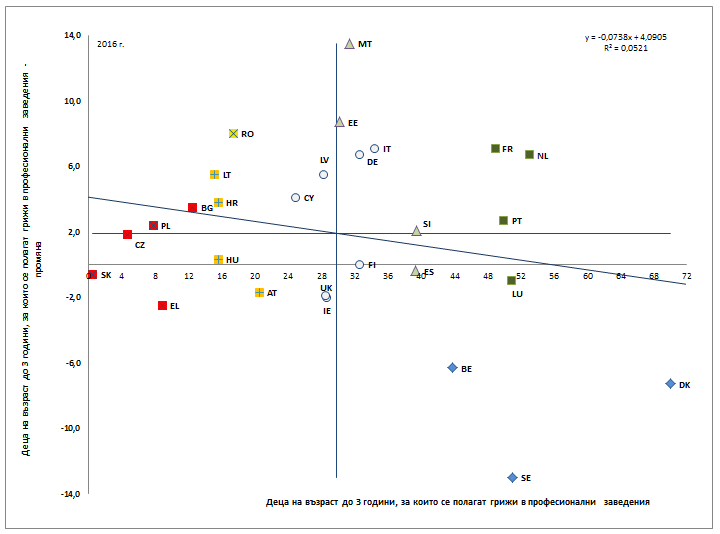 14,0
2016 г.
MT
y = -0,0738x + 4,0905
R² = 0,0521
10,0
EE
RO
IT
FR
LV
DE
NL
6,0
LT
CY
HR
BG
PL
SI
PT
2,0
CZ
HU
FI
SK
ES
0 4 8 12 16 20 24 28 32 36 40 44 48 52 56 60 64 68 72
UK
AT
LU
-2,0
IE
EL
-6,0
BE
DK
-10,0
SE
-14,0
Деца на възраст до 3 години, за които се полагат грижи в професионални заведения -
промяна
Деца на възраст до 3 години, за които се полагат грижи в професионални заведения